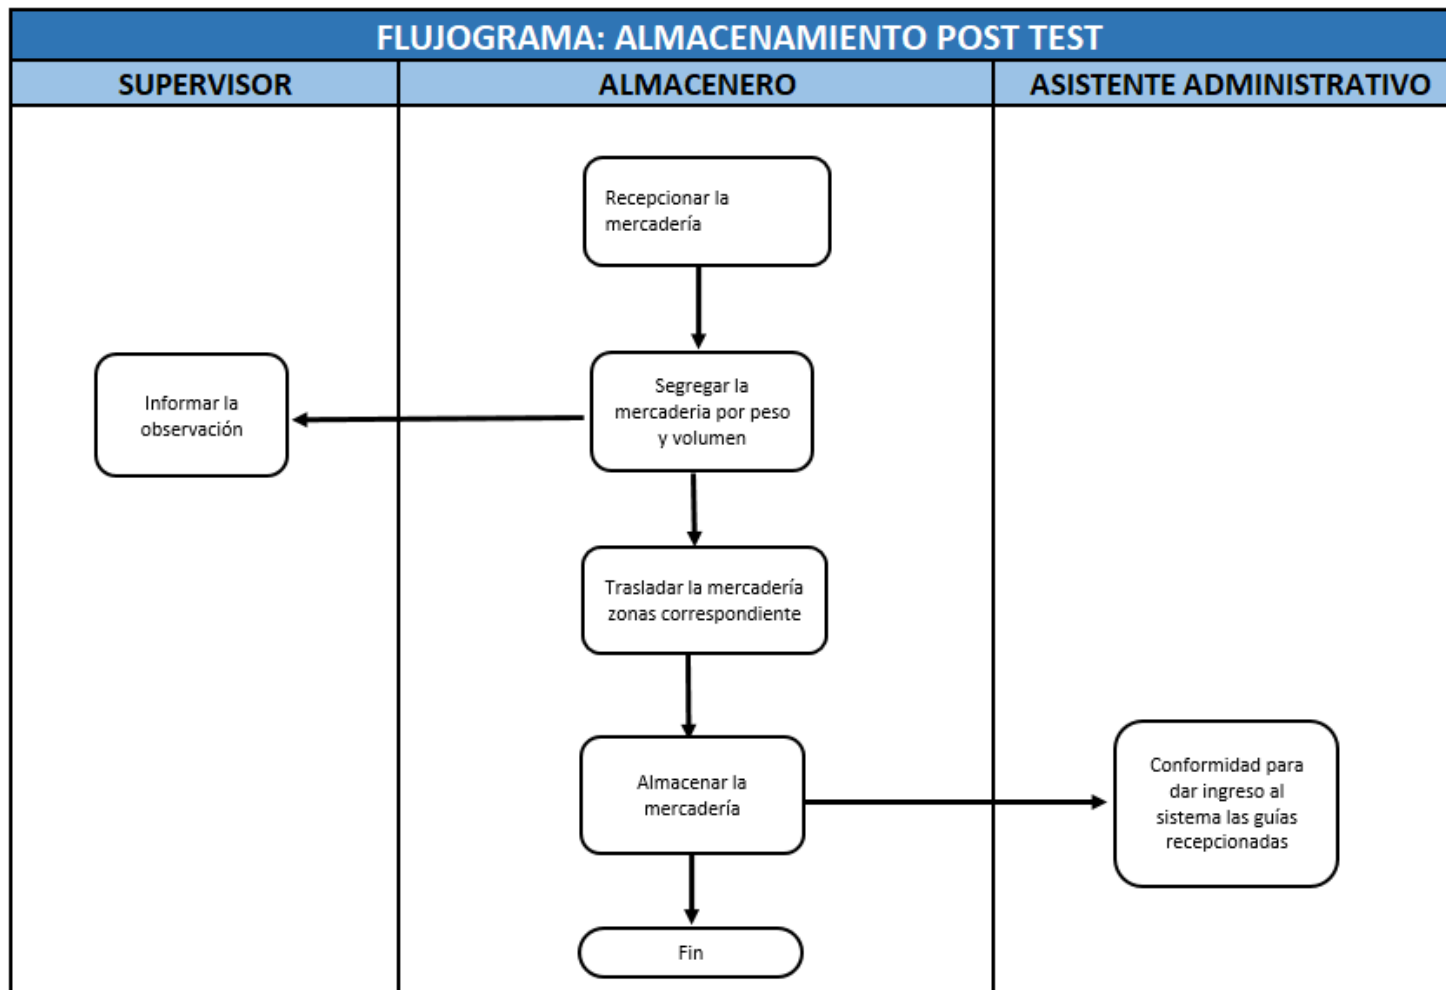 FLUJOGRAMA: ALMACENAMIENTO POST TEST
SUPERVISOR
ALMACENERO
ASISTENTE ADMINISTRATIVO
Recepcionar la
mercadería
Informar la
observación
Segregar la
mercaderia por peso
y volumen
Trasladar la mercadería
zonas correspondiente
Almacenar la
mercadería
Conformidad para
dar ingreso al
sistema las guías
recepcionadas
Fin